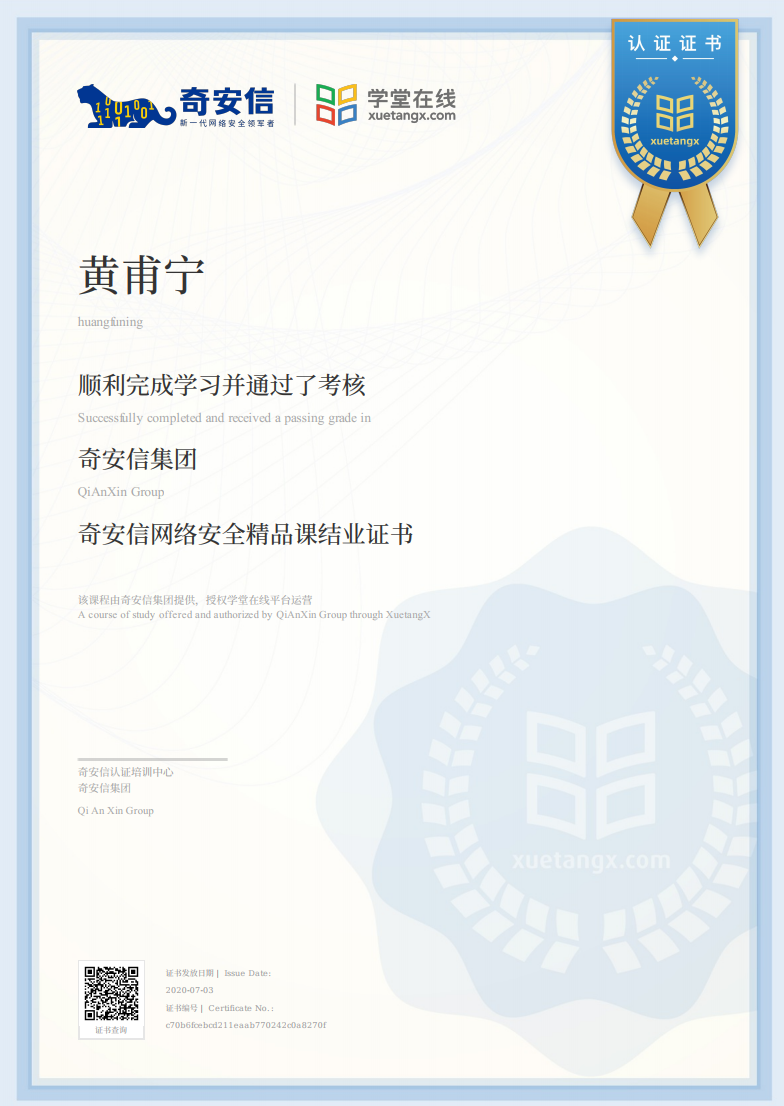 认证证书
奇安信
新一代网络安全领军者
学堂在线
xuetangx.com
xuetangx
黄甫宁
huangfuning
顺利完成学习并通过了考核
Successfully completed and received a passing grade in
奇安信集团
QiAnXin Group
奇安信网络安全精品课结业证书
该课程由奇安信集团提供，授权学堂在线平台运营
A course of study offered and authorized by QiAnXin Group through XuetangX
xuetangx.com
奇安信认证培训中心
奇安信集团
Qi An Xin Group
证书查询
证书发放日期 | Issue Date:
2020-07-03
证书编号 | Certificate No.:
c70b6fcebcd211eaab770242c0a8270f